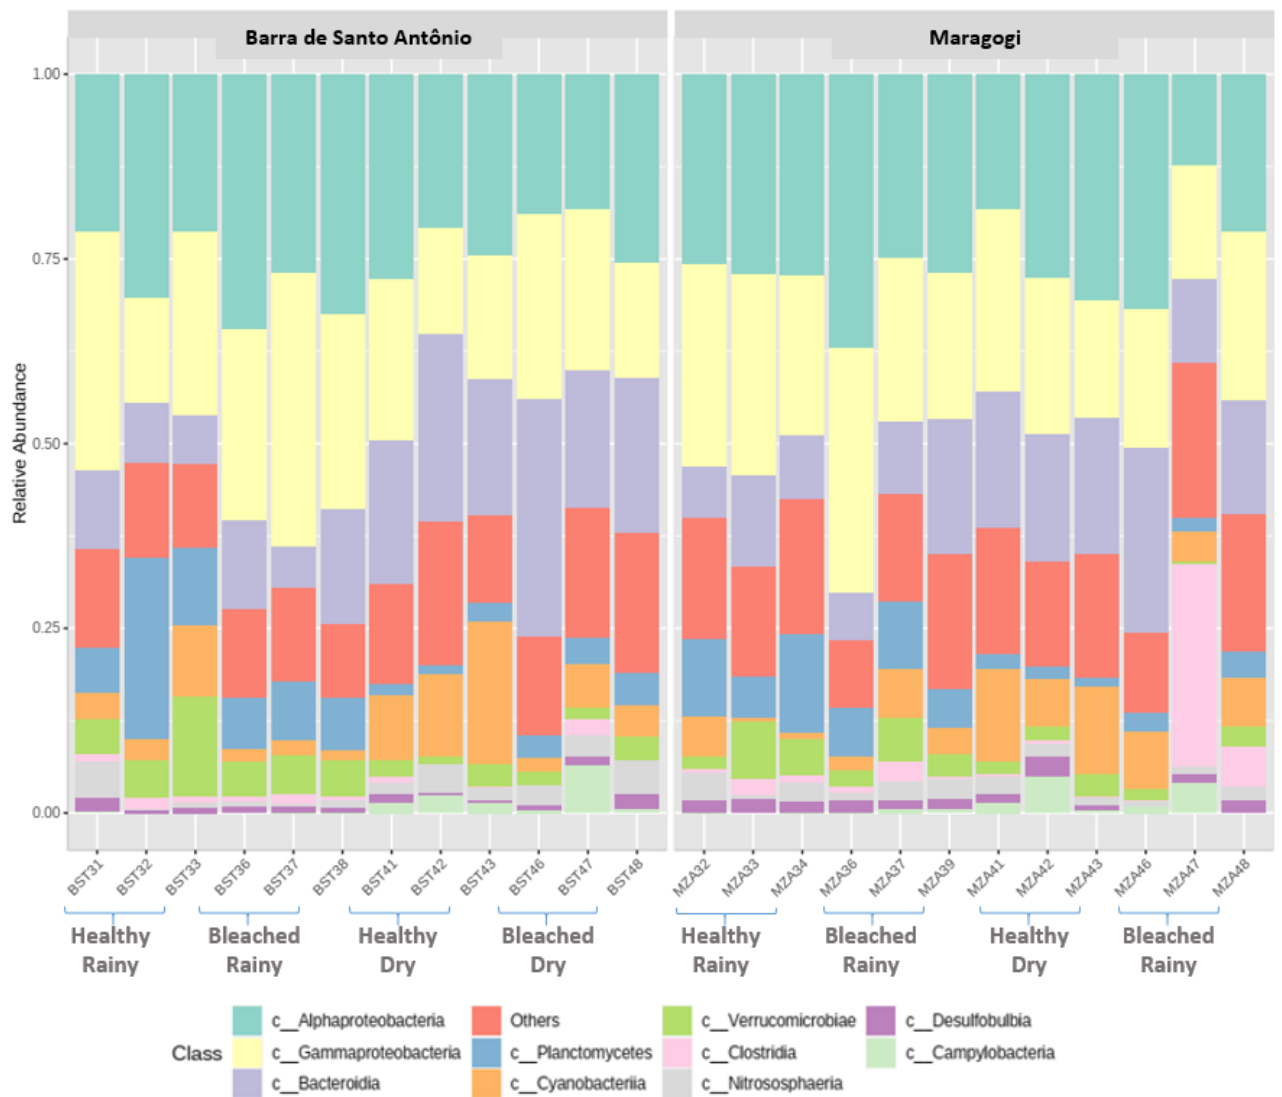 Barra de Santo Antônio
Maragogi
1.00
0.75
0.50
0.25
0.00
Relative Abundance
BST31
BST32
BST33
BST36
BST37
BST38
BST41
BST42
BST43
BST46
BST47
BST48
MZA32
MZA33
MZA34
MZA36
MZA37
MZA39
MZA41
MZA42
MZA43
MZA46
MZA47
MZA48
Healthy
Rainy
Bleached
Rainy
Healthy
Dry
Bleached
Dry
Healthy
Rainy
Bleached
Rainy
Healthy
Dry
Bleached
Rainy
Class
c__Alphaproteobacteria
c__Gammaproteobacteria
c__Bacteroidia
Others
c__Planctomycetes
c__Cyanobacteriia
c__Verrucomicrobiae
c__Clostridia
c__Nitrososphaeria
c__Desulfobulbia
c__Campylobacteria